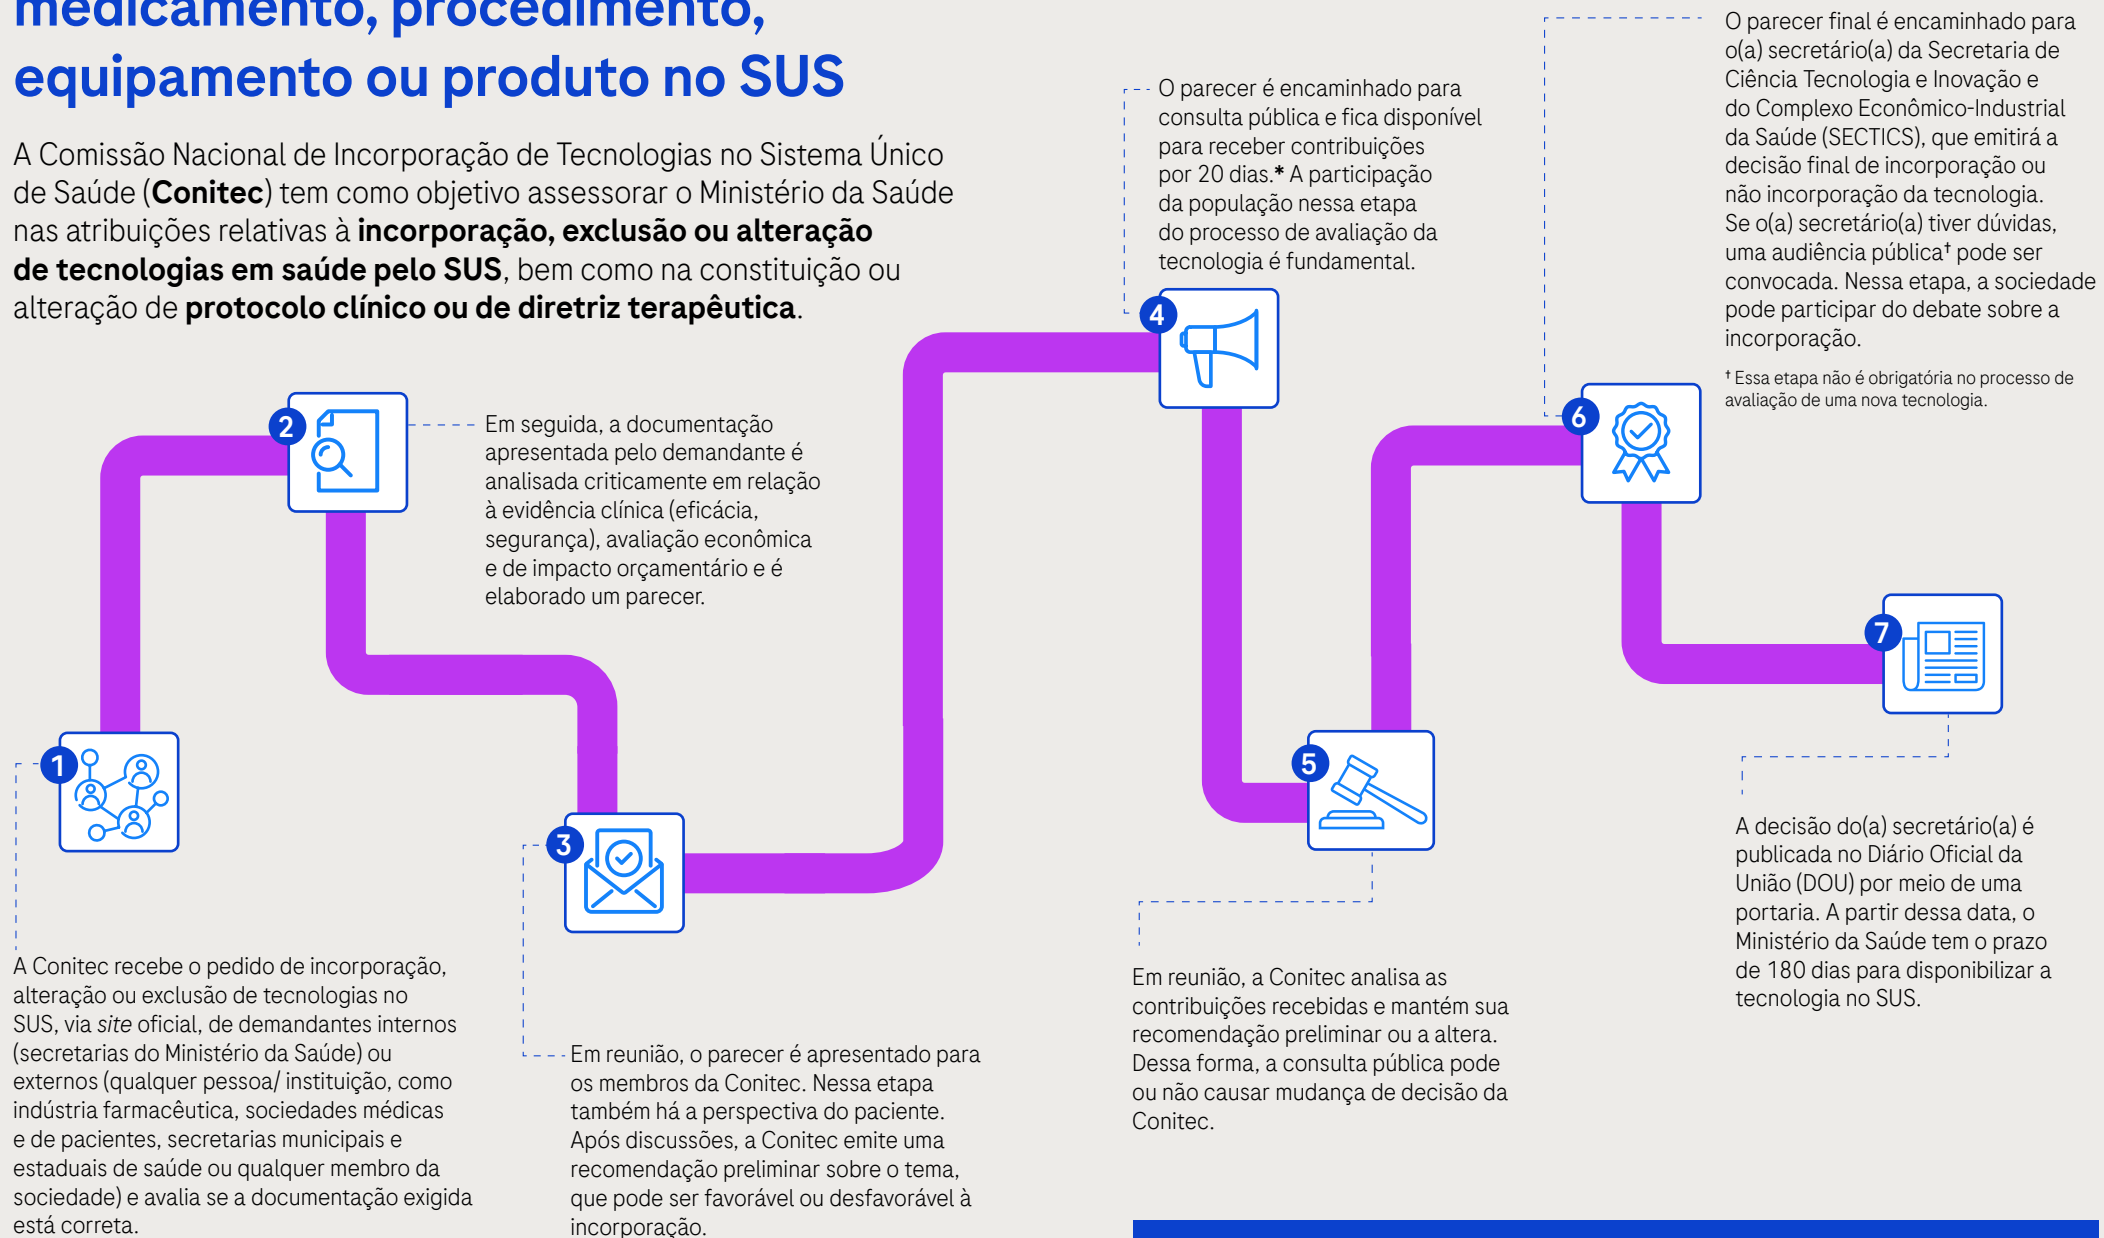 medicamento, procedimento,
equipamento ou produto no SUS
A Comissão Nacional de Incorporação de Tecnologias no Sistema Único
de Saúde (Conitec) tem como objetivo assessorar o Ministério da Saúde
nas atribuições relativas à incorporação, exclusão ou alteração
de tecnologias em saúde pelo SUS, bem como na constituição ou
alteração de protocolo clínico ou de diretriz terapêutica.
1
A Conitec recebe o pedido de incorporação,
alteração ou exclusão de tecnologias no
SUS, via site oficial, de demandantes internos
(secretarias do Ministério da Saúde) ou
externos (qualquer pessoa/ instituição, como
indústria farmacêutica, sociedades médicas
e de pacientes, secretarias municipais e
estaduais de saúde ou qualquer membro da
sociedade) e avalia se a documentação exigida
está correta.
2
Em seguida, a documentação
apresentada pelo demandante é
analisada criticamente em relação
à evidência clínica (eficácia,
segurança), avaliação econômica
e de impacto orçamentário e é
elaborado um parecer.
3
Em reunião, o parecer é apresentado para
os membros da Conitec. Nessa etapa
também há a perspectiva do paciente.
Após discussões, a Conitec emite uma
recomendação preliminar sobre o tema,
que pode ser favorável ou desfavorável à
incorporação.
4
O parecer é encaminhado para
consulta pública e fica disponível
para receber contribuições
por 20 dias.* A participação
da população nessa etapa
do processo de avaliação da
tecnologia é fundamental.
5
Em reunião, a Conitec analisa as
contribuições recebidas e mantém sua
recomendação preliminar ou a altera.
Dessa forma, a consulta pública pode
ou não causar mudança de decisão da
Conitec.
6
O parecer final é encaminhado para
o(a) secretário(a) da Secretaria de
Ciência Tecnologia e Inovação e
do Complexo Econômico-Industrial
da Saúde (SECTICS), que emitirá a
decisão final de incorporação ou
não incorporação da tecnologia.
Se o(a) secretário(a) tiver dúvidas,
uma audiência pública† pode ser
convocada. Nessa etapa, a sociedade
pode participar do debate sobre a
incorporação.
† Essa etapa não é obrigatória no processo de
avaliação de uma nova tecnologia.
7
A decisão do(a) secretário(a) é
publicada no Diário Oficial da
União (DOU) por meio de uma
portaria. A partir dessa data, o
Ministério da Saúde tem o prazo
de 180 dias para disponibilizar a
tecnologia no SUS.